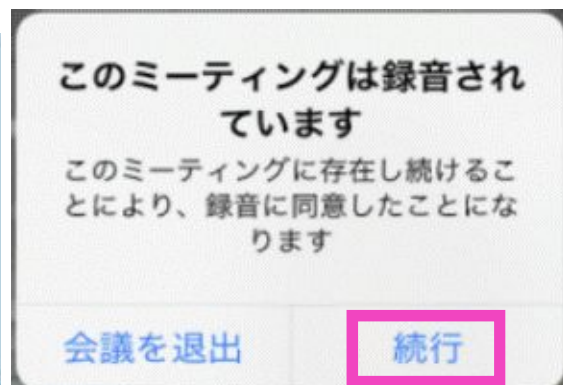 このミーティングは録音され
ています
このミーティングに存在し続けるこ
とにより、録音に同意したことにな
ります
会議を退出
続行